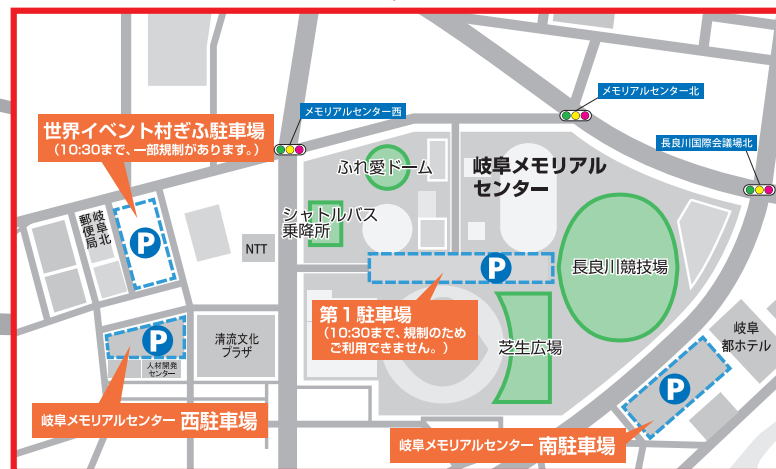 メモリアルセンター北
メモリアルセンター西
世界イベント村ぎふ駐車場
(10:30まで、一部規制があります。)
長良川国際会議場北
ふれ愛ドーム
岐阜メモリアル
センター
シャトルバス
乗降所
岐阜北
郵便局
P
NTT
P
長良川競技場
第1駐車場
(10:30まで、規制のため
ご利用できません。)
清流文化
プラザ
P
芝生広場
岐阜
都ホテル
人材開発
センター
P
岐阜メモリアルセンター 西駐車場
岐阜メモリアルセンター 南駐車場